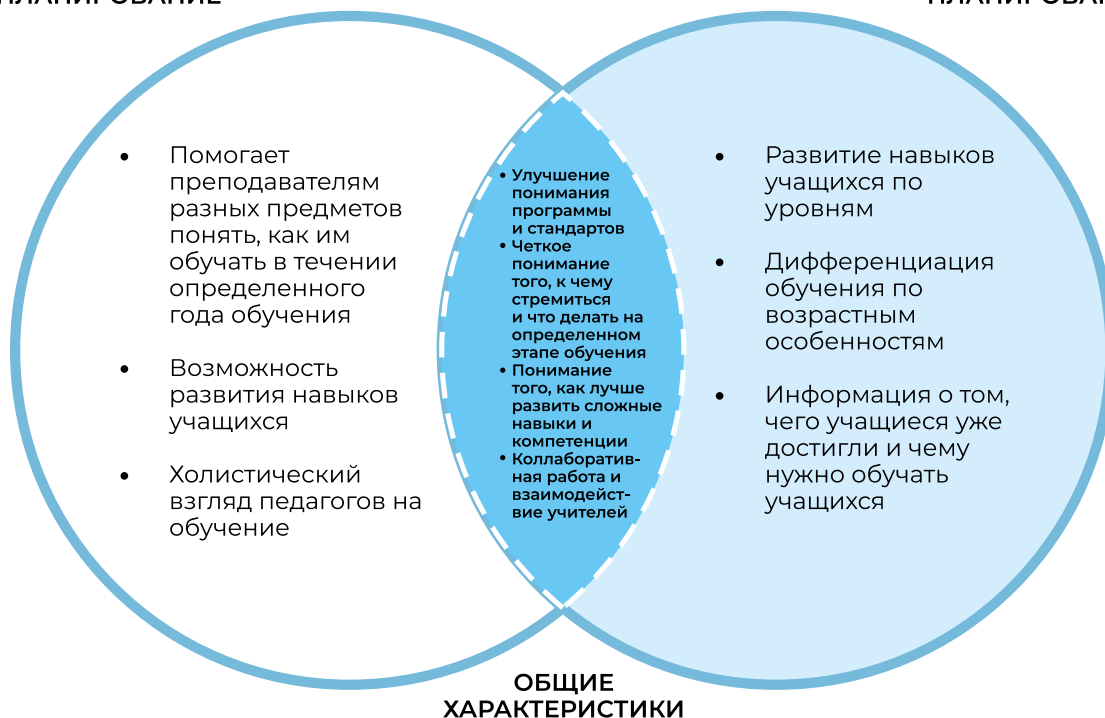 ПЛАНИРОВАНИЕ
• Помогает
преподавателям
разных предметов
понять, как им
обучать в течении
определенного
года обучения
• Возможность
развития навыков
учащихся
• Холистический
взгляд педагогов на
обучение
• Улучшение
понимания
программы
и стандартов
• Четкое
понимание
того, к чему
стремиться
и что делать на
определенном
этапе обучения
• Понимание
того, как лучше
развить сложные
навыки и
компетенции
• Коллаборатив-
ная работа и
взаимодейст-
вие учителей
• Развитие навыков
учащихся по
уровням
• Дифференциация
обучения по
возрастным
особенностям
• Информация о том,
чего учащиеся уже
достигли и чему
нужно обучать
учащихся
ОБЩИЕ
ХАРАКТЕРИСТИКИ